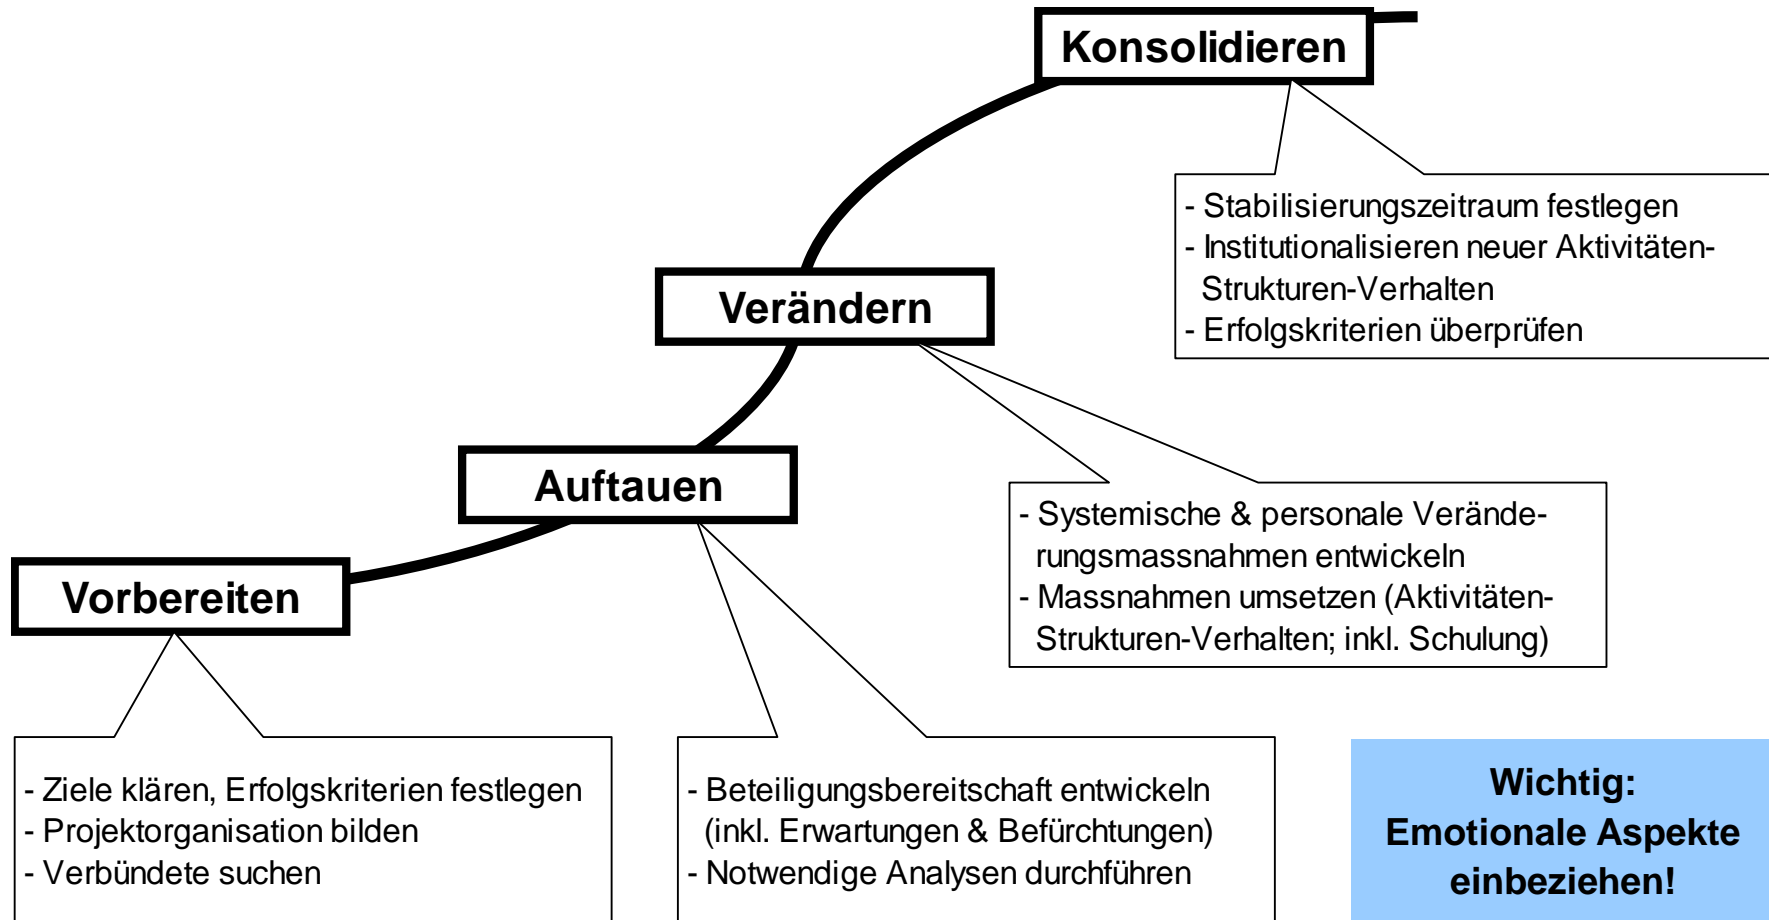 Konsolidieren
- Stabilisierungszeitraum festlegen
- Institutionalisieren neuer Aktivitäten-
Strukturen-Verhalten
- Erfolgskriterien überprüfen
Verändern
- Systemische & personale Verände-
rungsmassnahmen entwickeln
- Massnahmen umsetzen (Aktivitäten-
Strukturen-Verhalten; inkl. Schulung)
Auftauen
- Beteiligungsbereitschaft entwickeln
(inkl. Erwartungen & Befürchtungen)
- Notwendige Analysen durchführen
Vorbereiten
- Ziele klären, Erfolgskriterien festlegen
- Projektorganisation bilden
- Verbündete suchen
Wichtig:
Emotionale Aspekte
einbeziehen!